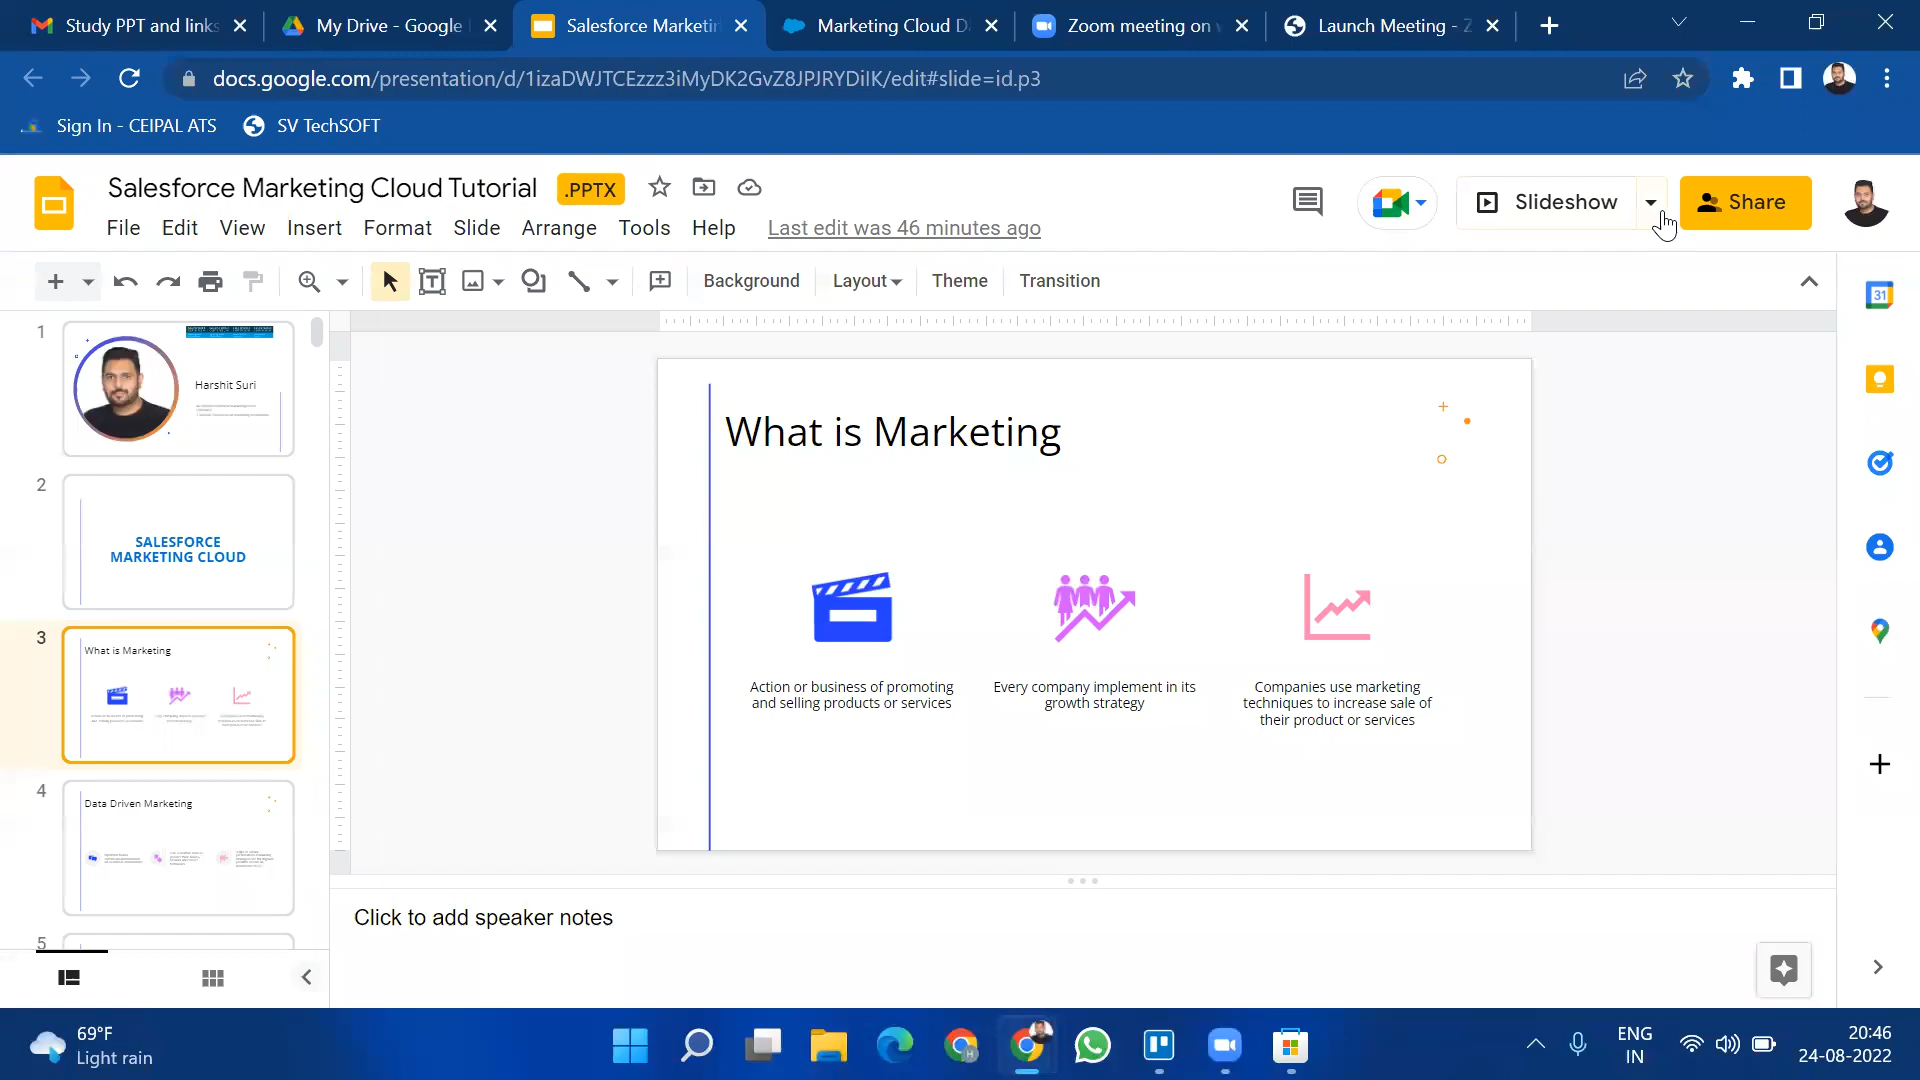 Study PPT and links
My Drive - Google
Salesforce Marketin
Marketing Cloud D
Zoom meeting on
Launch Meeting - Z
docs.google.com/presentation/d/1izaDWJTCEzzz3iMyDK2GvZ8JPJRYDiIK/edit#slide=id.p3
Sign In - CEIPAL ATS
SV TechSOFT
Salesforce Marketing Cloud Tutorial
.PPTX
File Edit View Insert Format Slide Arrange Tools Help
Last edit was 46 minutes ago
Slideshow
Share
Background
Layout
Theme
Transition
31
1
Harshit Suri
2
SALESFORCE
MARKETING CLOUD
3
What is Marketing
4
Data Driven Marketing
5
What is Marketing
Action or business of promoting
and selling products or services
Every company implement in its
growth strategy
Companies use marketing
techniques to increase sale of
their product or services
Click to add speaker notes
69°F
Light rain
ENG
IN
20:46
24-08-2022